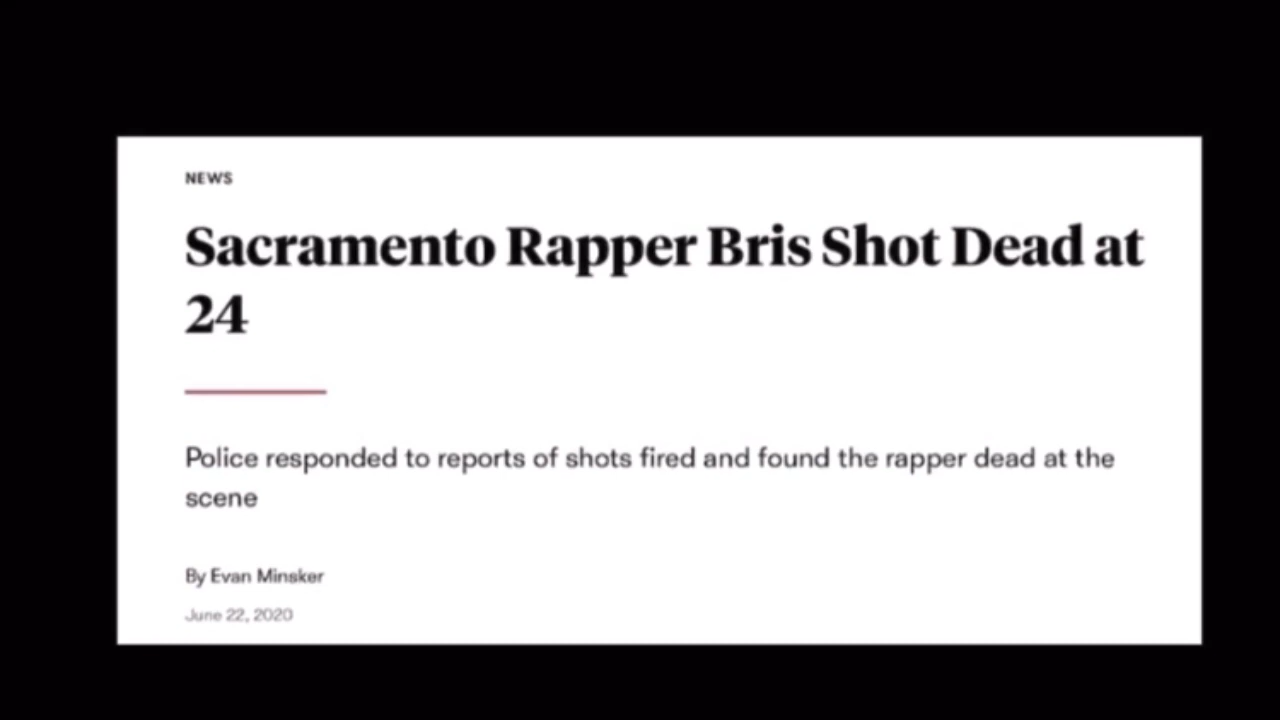 NEWS
Sacramento Rapper Bris Shot Dead at
24
Police responded to reports of shots fired and found the rapper dead at the
scene
By Evan Minsker
June 22, 2020